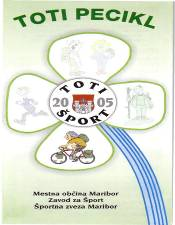 TOTI PECIKL
TOTI
20 05
ŠPORT
Mestna občina Maribor
Zavod za Šport
Športna zveza Maribor